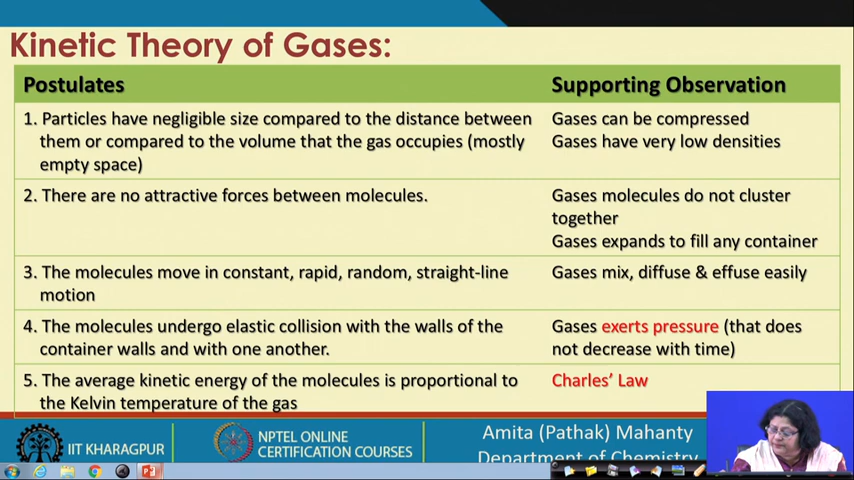 Kinetic Theory of Gases:
Postulates
Supporting Observation
1. Particles have negligible size compared to the distance between
them or compared to the volume that the gas occupies (mostly
empty space)
Gases can be compressed
Gases have very low densities
2. There are no attractive forces between molecules.
Gases molecules do not cluster
together
Gases expands to fill any container
3. The molecules move in constant, rapid, random, straight-line
motion
Gases mix, diffuse & effuse easily
4. The molecules undergo elastic collision with the walls of the
container walls and with one another.
Gases exerts pressure (that does
not decrease with time)
5. The average kinetic energy of the molecules is proportional to
the Kelvin temperature of the gas
Charles' Law
IIT KHARAGPUR
NPTEL ONLINE
CERTIFICATION COURSES
Amita (Pathak) Mahanty
Department of Chemistry